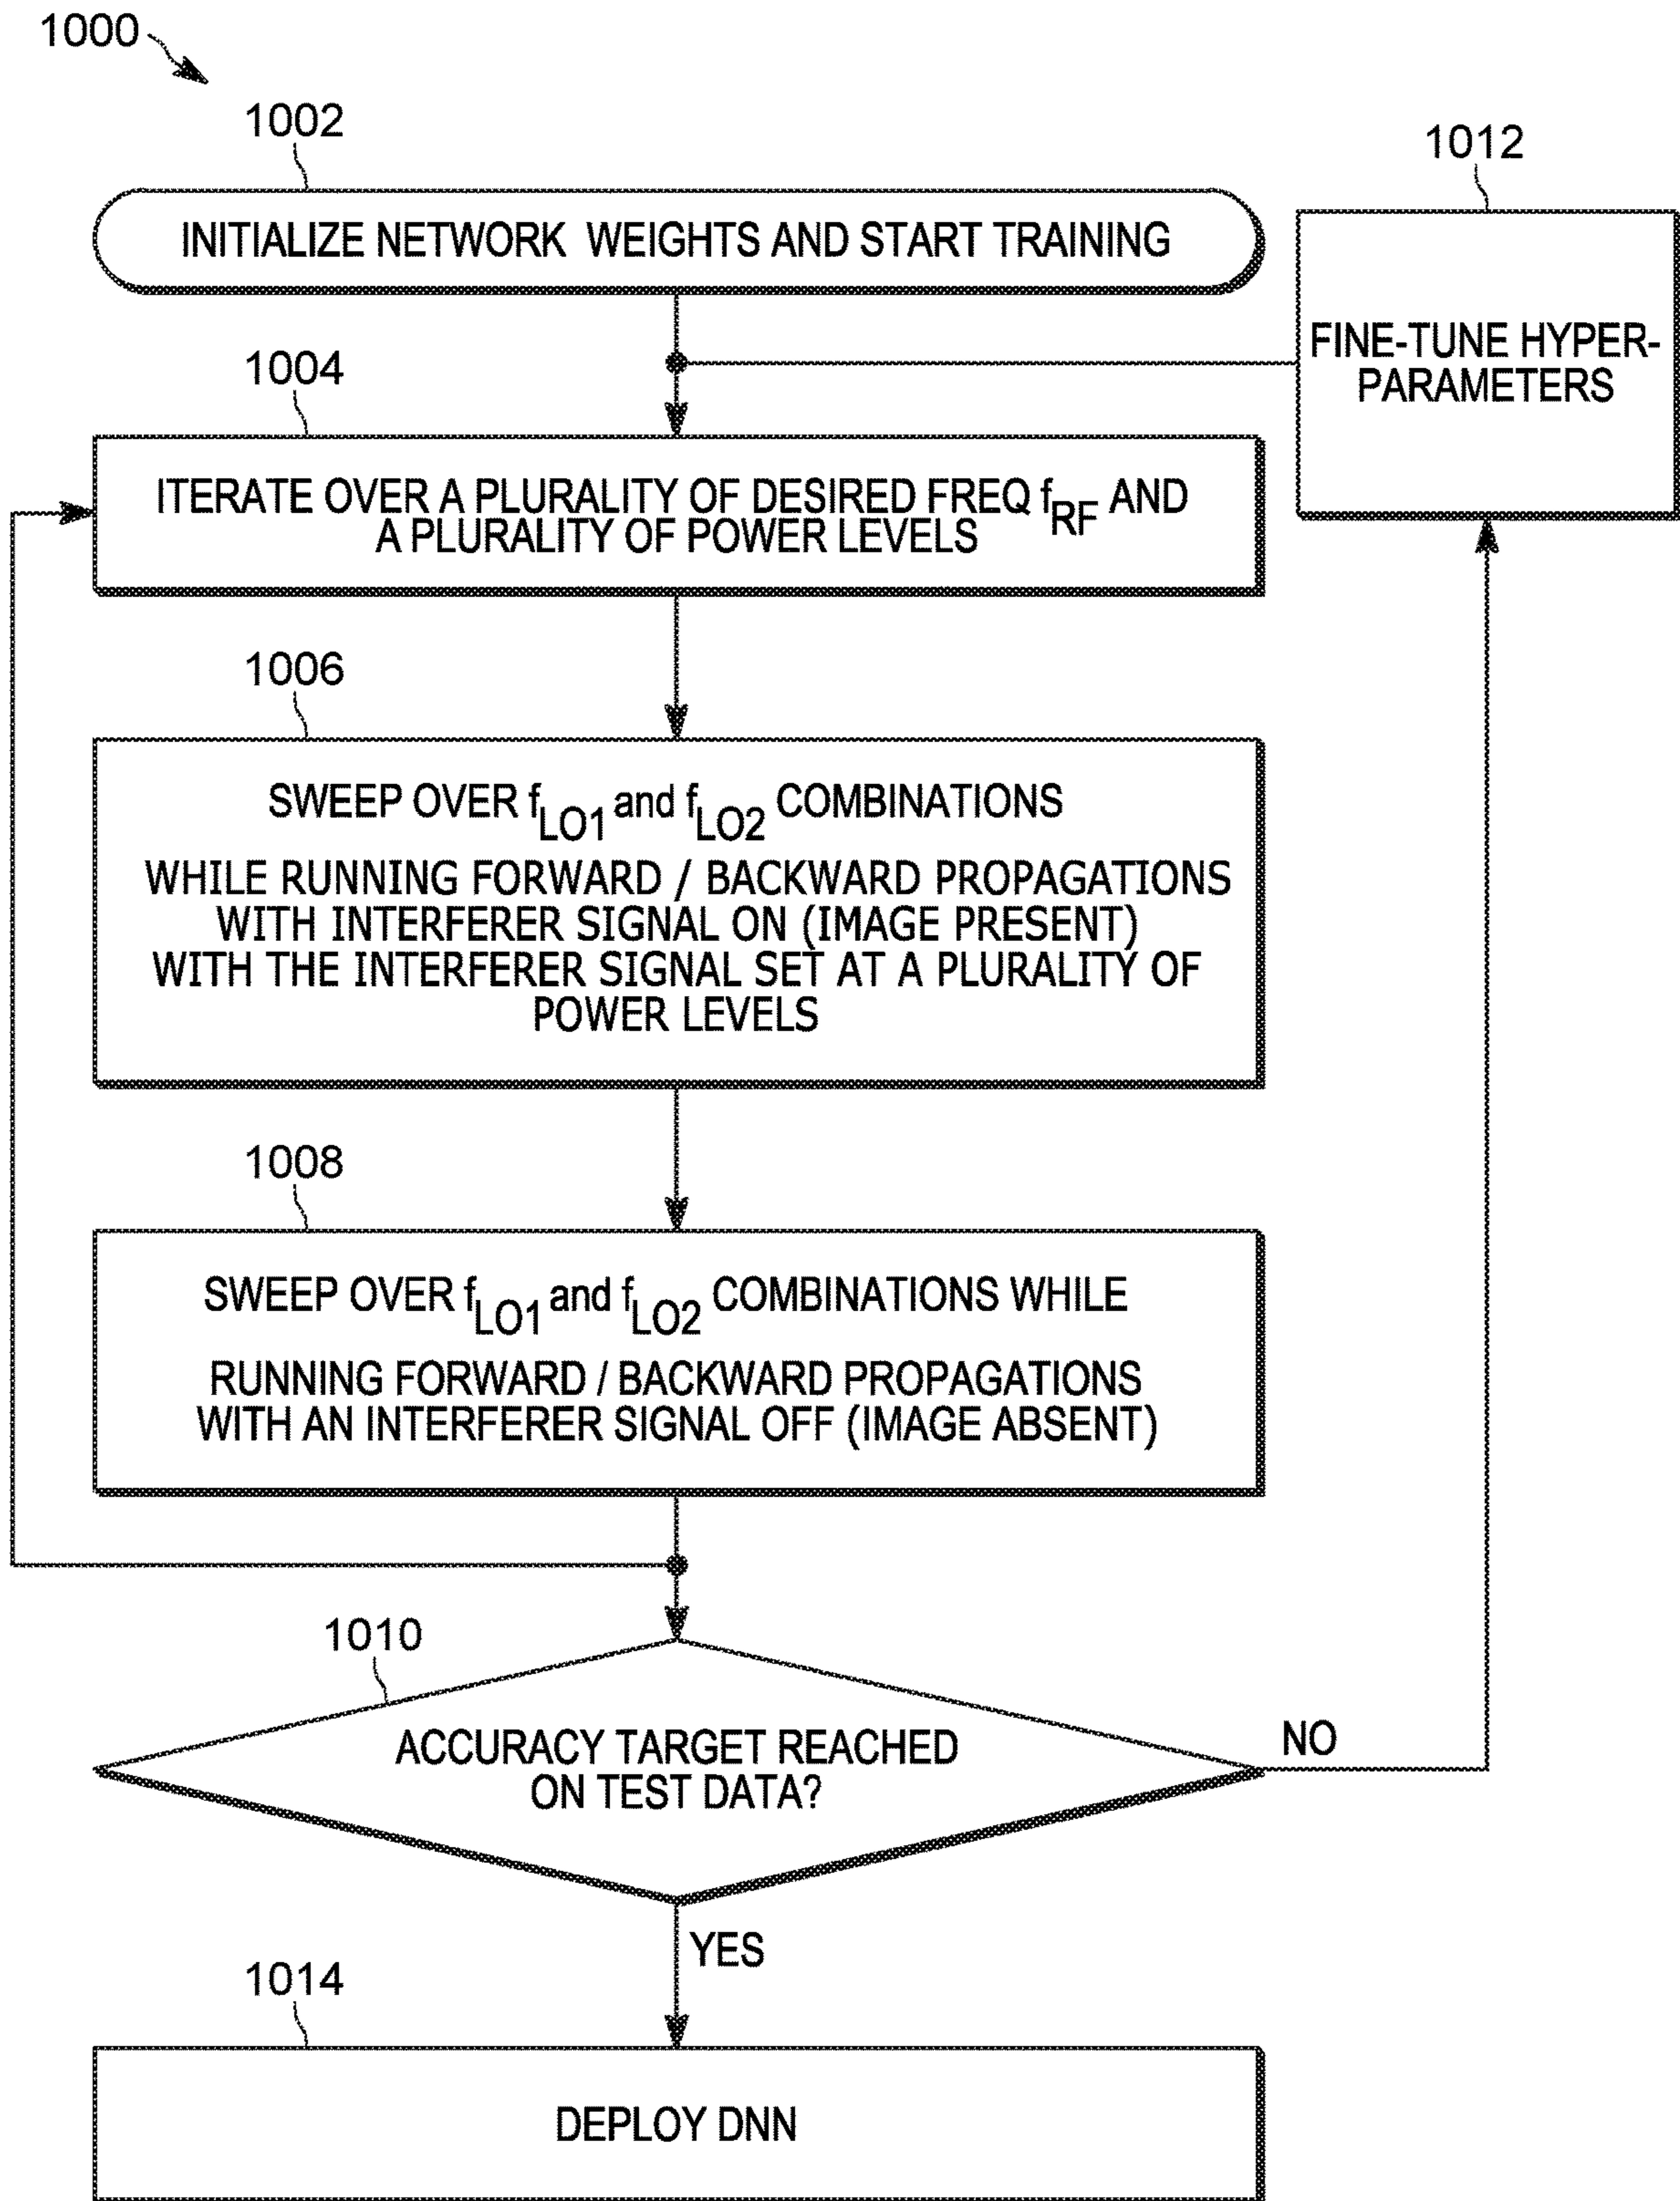 1000
1002
INITIALIZE NETWORK WEIGHTS AND START TRAINING
1012
FINE-TUNE HYPER-
PARAMETERS
1004
ITERATE OVER A PLURALITY OF DESIRED FREQ fRF AND
A PLURALITY OF POWER LEVELS
1006
SWEEP OVER fLO1 and fLO2 COMBINATIONS
WHILE RUNNING FORWARD / BACKWARD PROPAGATIONS
WITH INTERFERER SIGNAL ON (IMAGE PRESENT)
WITH THE INTERFERER SIGNAL SET AT A PLURALITY OF
POWER LEVELS
1008
SWEEP OVER fLO1 and fLO2 COMBINATIONS WHILE
RUNNING FORWARD / BACKWARD PROPAGATIONS
WITH AN INTERFERER SIGNAL OFF (IMAGE ABSENT)
1010
ACCURACY TARGET REACHED
ON TEST DATA?
NO
YES
1014
DEPLOY DNN